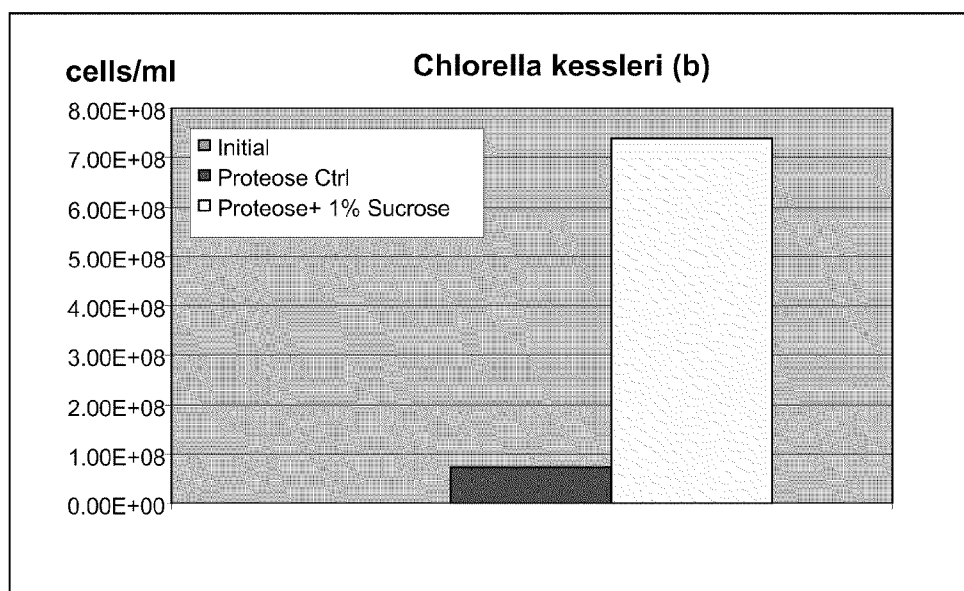 cells/ml
Chlorella kessleri (b)
8.00E+08
7.00E+08
6.00E+08
5.00E+08
4.00E+08
3.00E+08
2.00E+08
1.00E+08
0.00E+00
Initial
Proteose Ctrl
Proteose+ 1% Sucrose